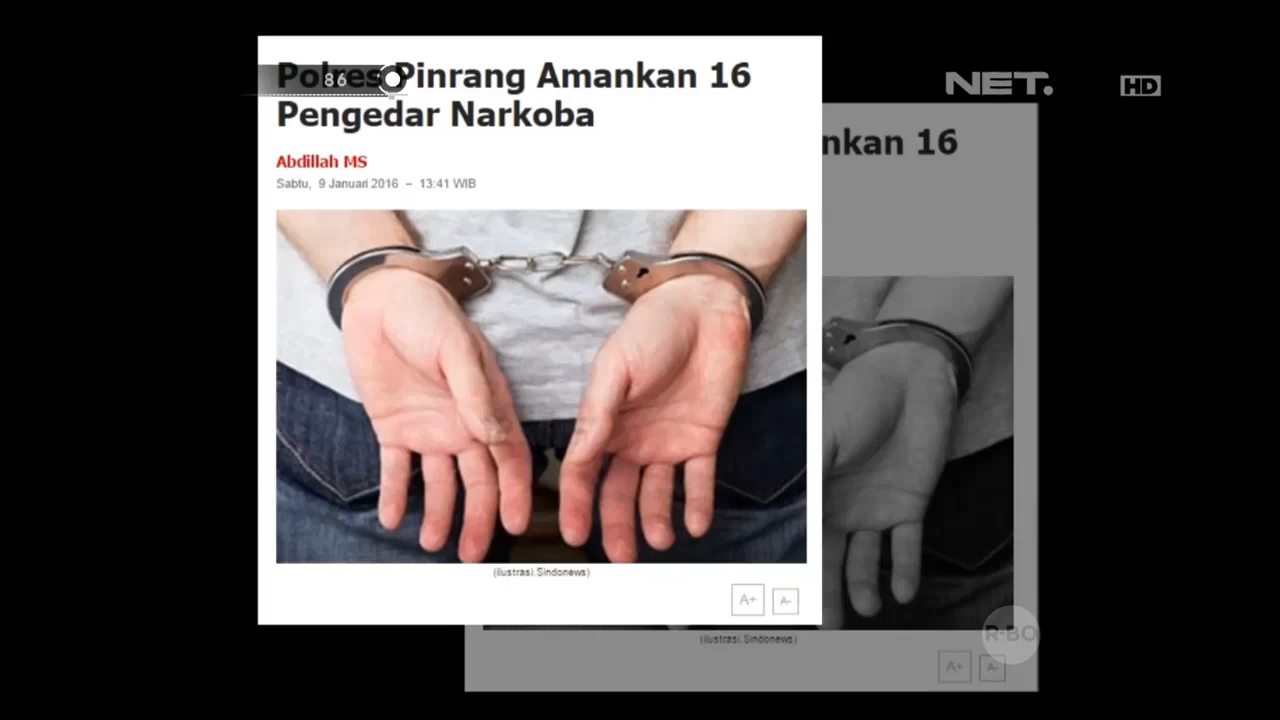 86
NET.
HD
Polres Pinrang Amankan 16
Pengedar Narkoba
Abdillah MS
Sabtu, 9 Januari 2016 – 13:41 WIB
(ilustrasi.Sindonews)
A+ A-
nkan 16
(ilustrasi.Sindonews)
R-BO
A+ A-